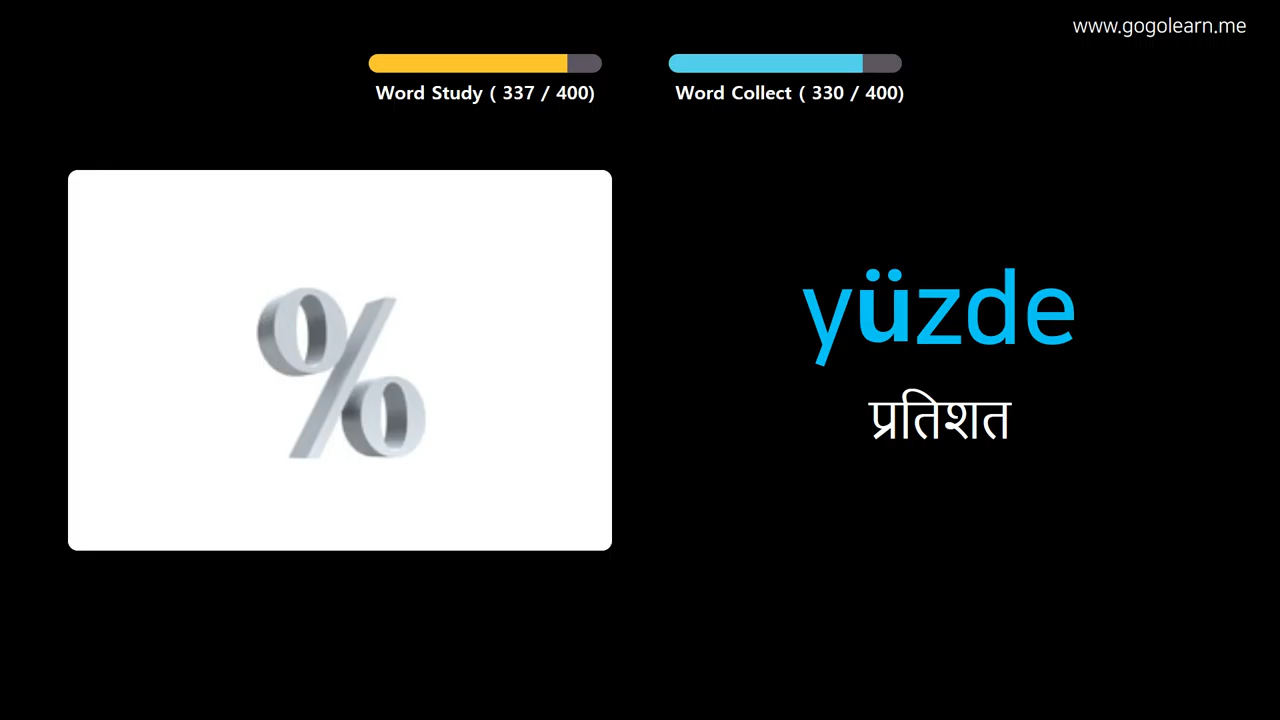 www.gogolearn.me
Word Study ( 337 / 400)
Word Collect ( 330 / 400)
%
yüzde
प्रतिशत